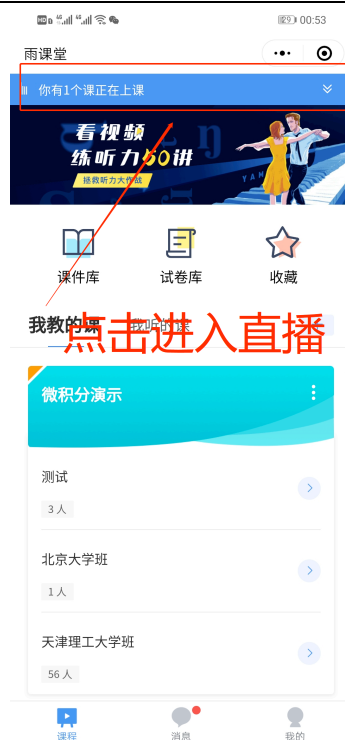 00:53
雨课堂
你有1个课正在上课
看视频
练听力50讲
拯救听力大作战
课件库 试卷库 收藏
我教的课 我听的课
点击进入直播
微积分演示
测试
3人
北京大学班
1人
天津理工大学班
56人
课程 消息 我的